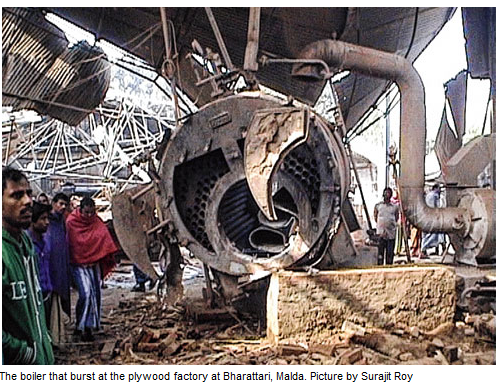 The boiler that burst at the plywood factory at Bharattari, Malda. Picture by Surajit Roy